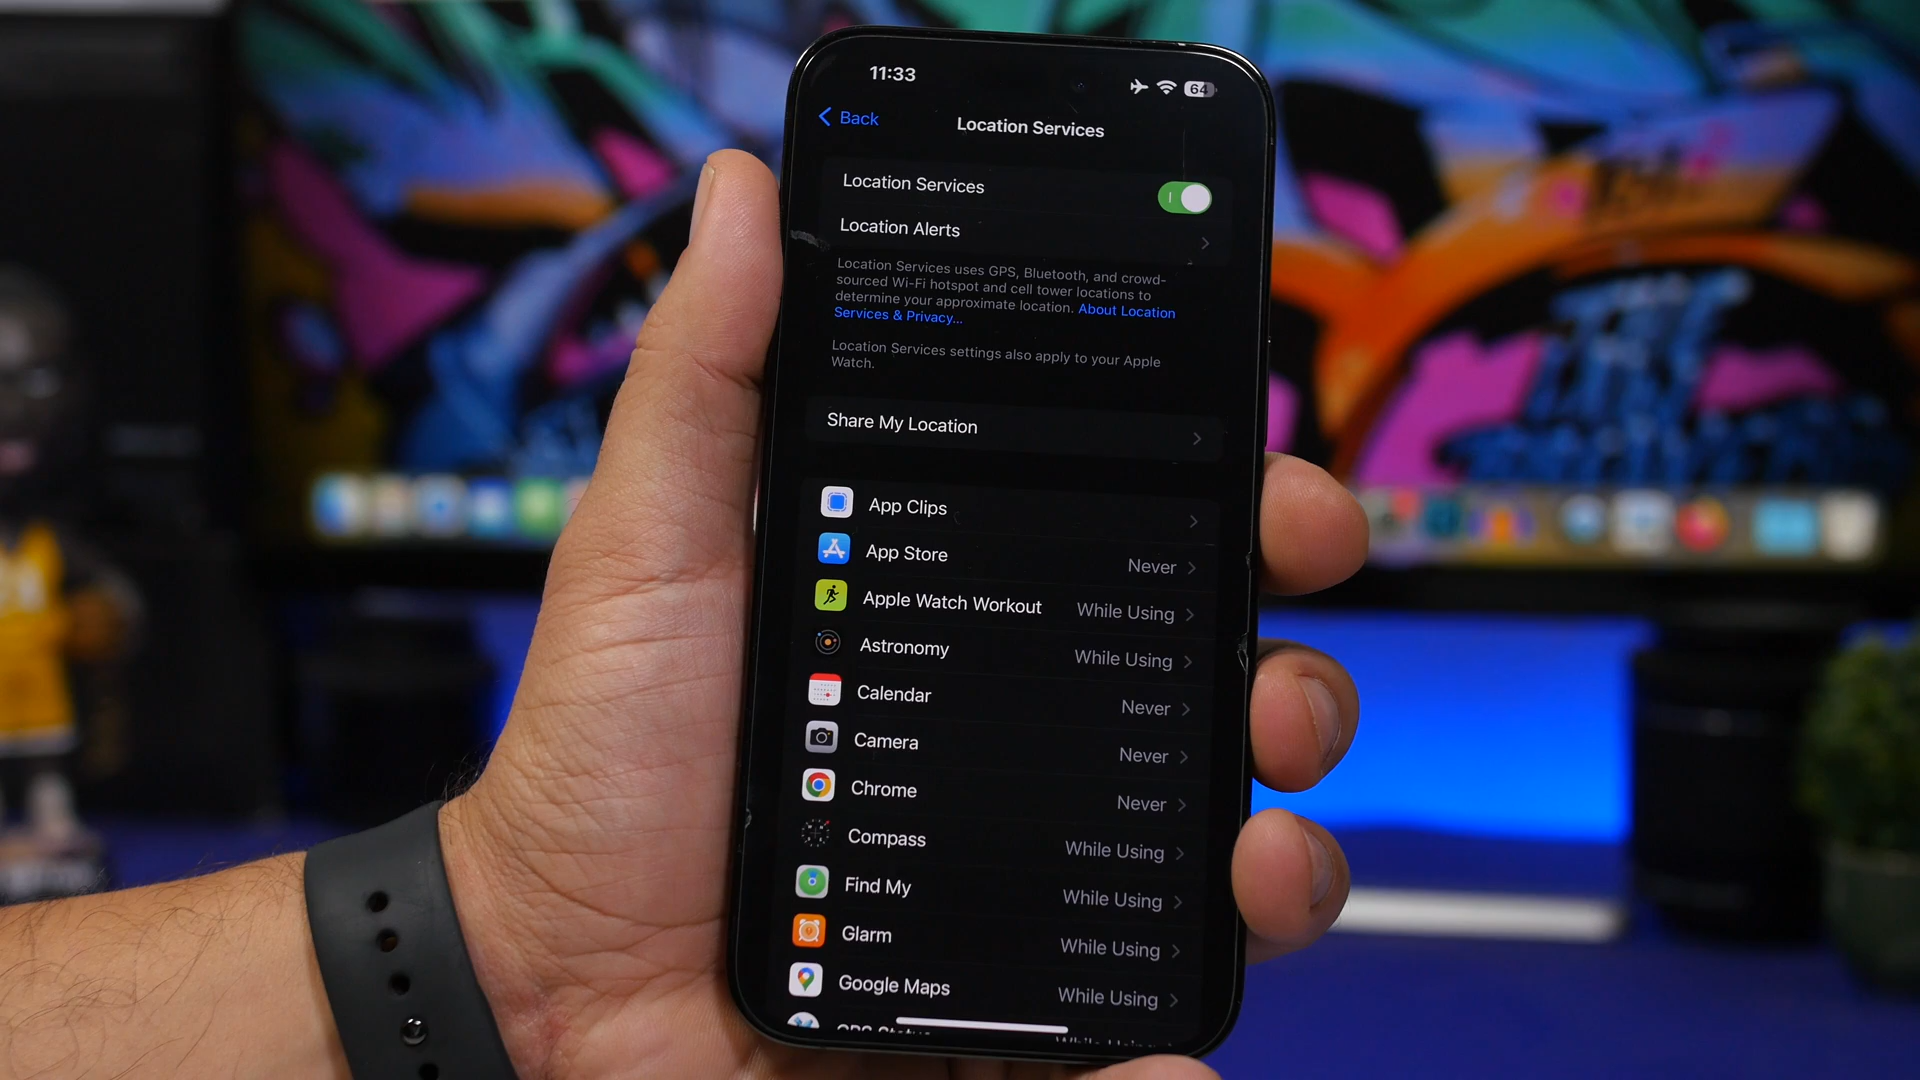 11:33
64
Back
Location Services
Location Services
Location Alerts
Location Services uses GPS, Bluetooth, and crowd-
sourced Wi-Fi hotspot and cell tower locations to
determine your approximate location. About Location
Services & Privacy...
Location Services settings also apply to your Apple
Watch.
Share My Location
App Clips
App Store Never
Apple Watch Workout While Using
Astronomy While Using
Calendar Never
Camera Never
Chrome Never
Compass While Using
Find My While Using
Glarm While Using
Google Maps While Using
While Using